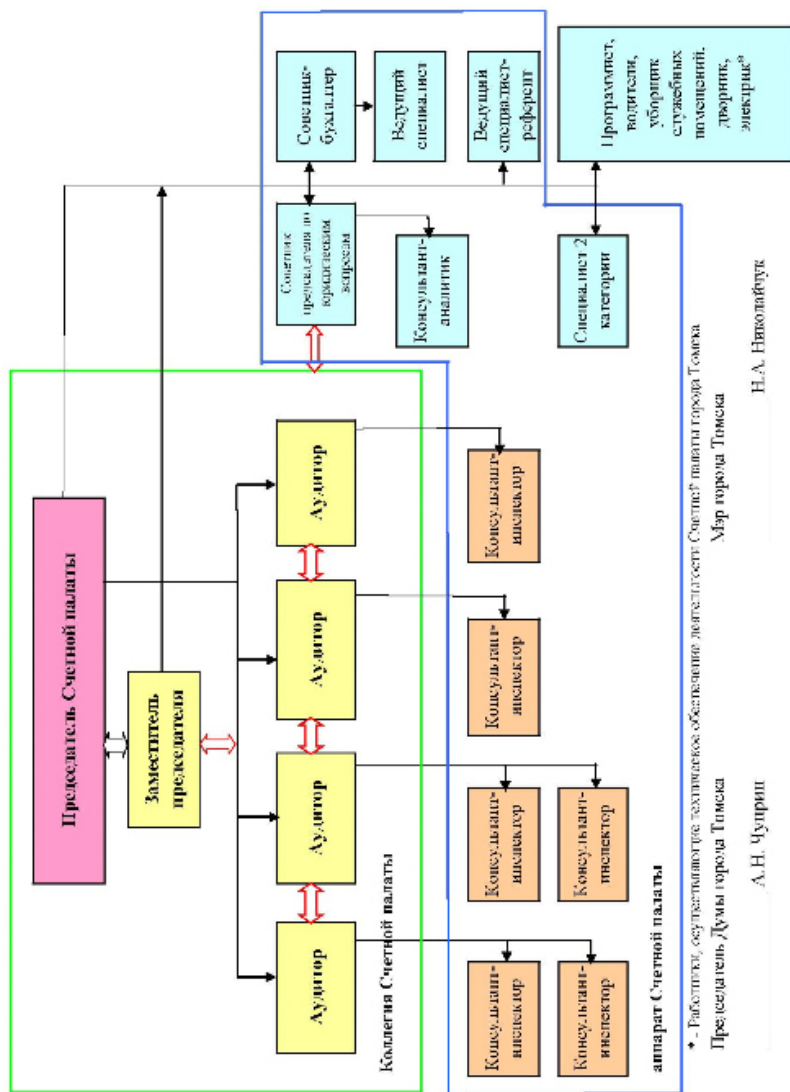 Председатель Счетной палаты
Заместитель
председателя
Аудитор
Аудитор
Аудитор
Аудитор
Коллегия Счетной палаты
Советник
председателя по
юридическим
вопросам
Советник-
бухгалтер
Консультант-
аналитик
Ведущий
специалист
Консультант-
инспектор
Консультант-
инспектор
Консультант-
инспектор
Консультант-
инспектор
Ведущий
специалист-
референт
Консультант-
инспектор
Консультант-
инспектор
Специалист 2
категории
Программист,
водители,
уборщик
служебных
помещений,
дворник,
электрик*
аппарат Счетной палаты
* - Работники, осуществляющие техническое обеспечение деятельности Счетной палаты города Томска
Председатель Думы города Томска
Мэр города Томска
А.Н. Чуприн
Н.А. Николайчук